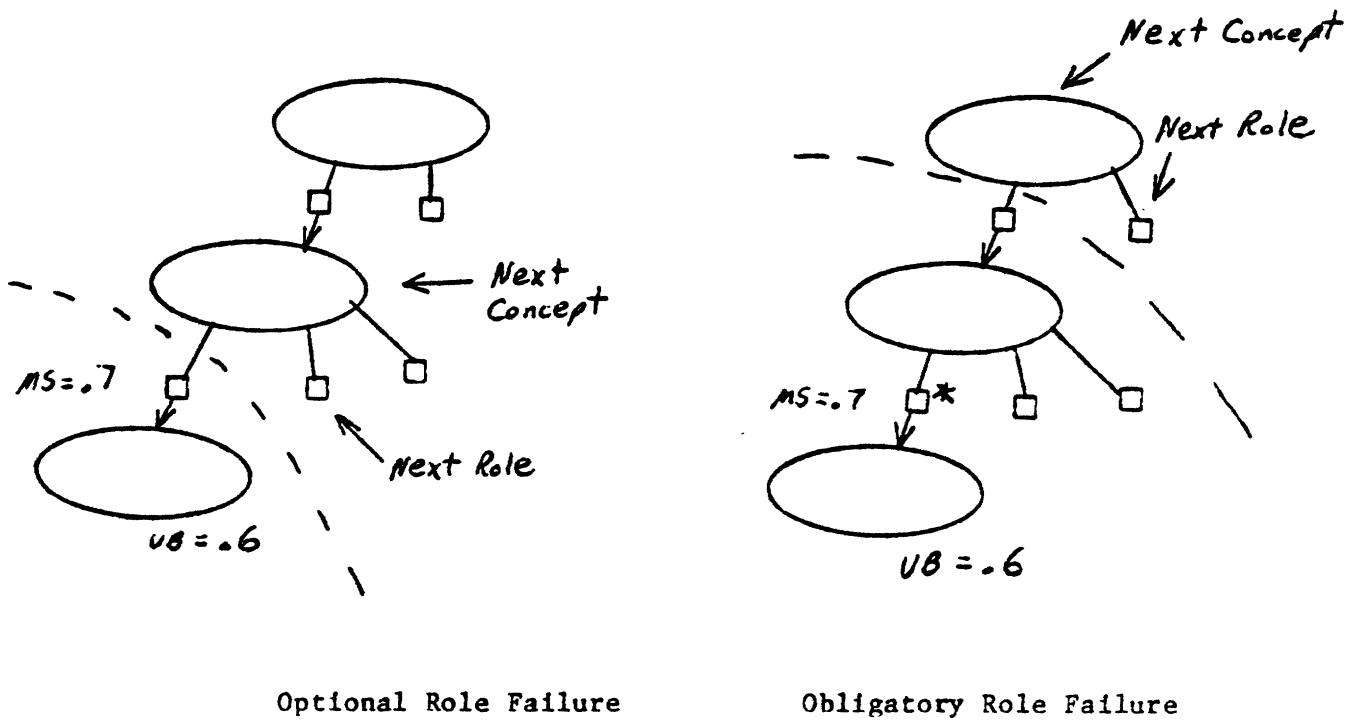 Next
Concept
MS=.7
Next Role
UB = .6
Optional Role Failure
Next Concept
Next Role
MS=.7
*
UB = .6
Obligatory Role Failure